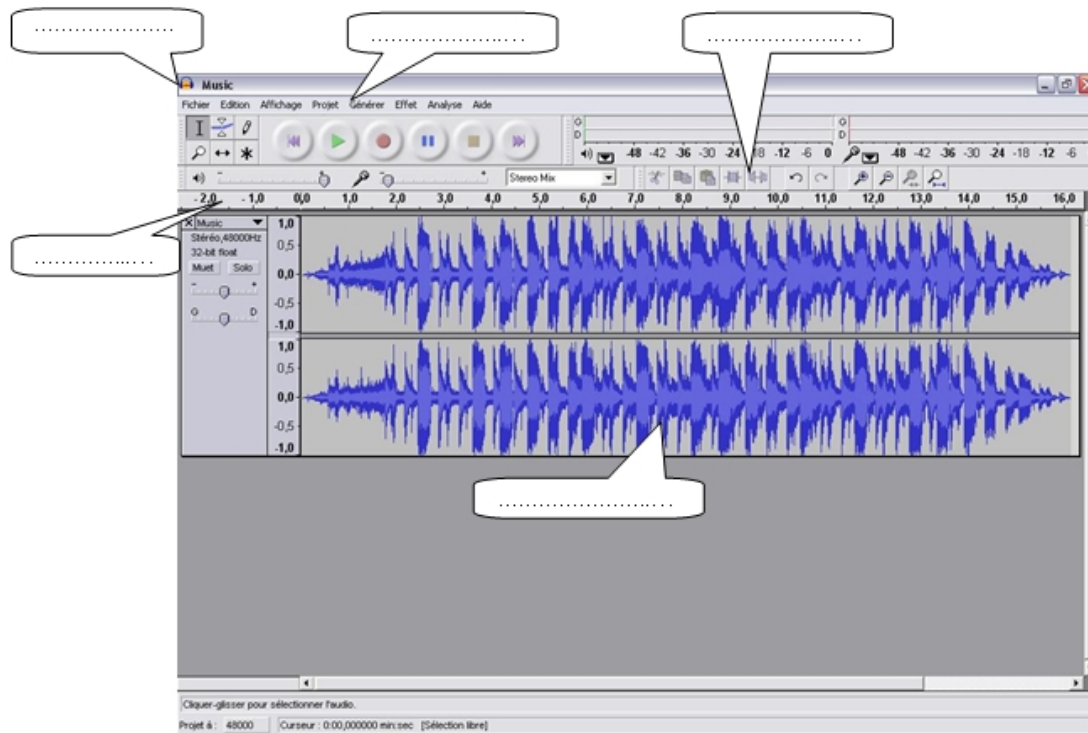 .....................
........................
........................
Music
Fichier Edition Affichage Projet Générer Effet Analyse Aide
G
D
-48 -42 -36 -30 -24 -18 -12 -6 0
G
D
-48 -42 -36 -30 -24 -18 -12 -6
Stereo Mix
-2,0 -1,0 0,0 1,0 2,0 3,0 4,0 5,0 6,0 7,0 8,0 9,0 10,0 11,0 12,0 13,0 14,0 15,0 16,0
..................
Music
Stéréo,48000Hz
32-bit float
Muet Solo
- +
G D
1,0
0,5
0,0
-0,5
-1,0
1,0
0,5
0,0
-0,5
-1,0
..........................
Cliquer-glisser pour sélectionner l'audio.
Projet à : 48000 Curseur : 0:00,000000 min:sec [Sélection libre]